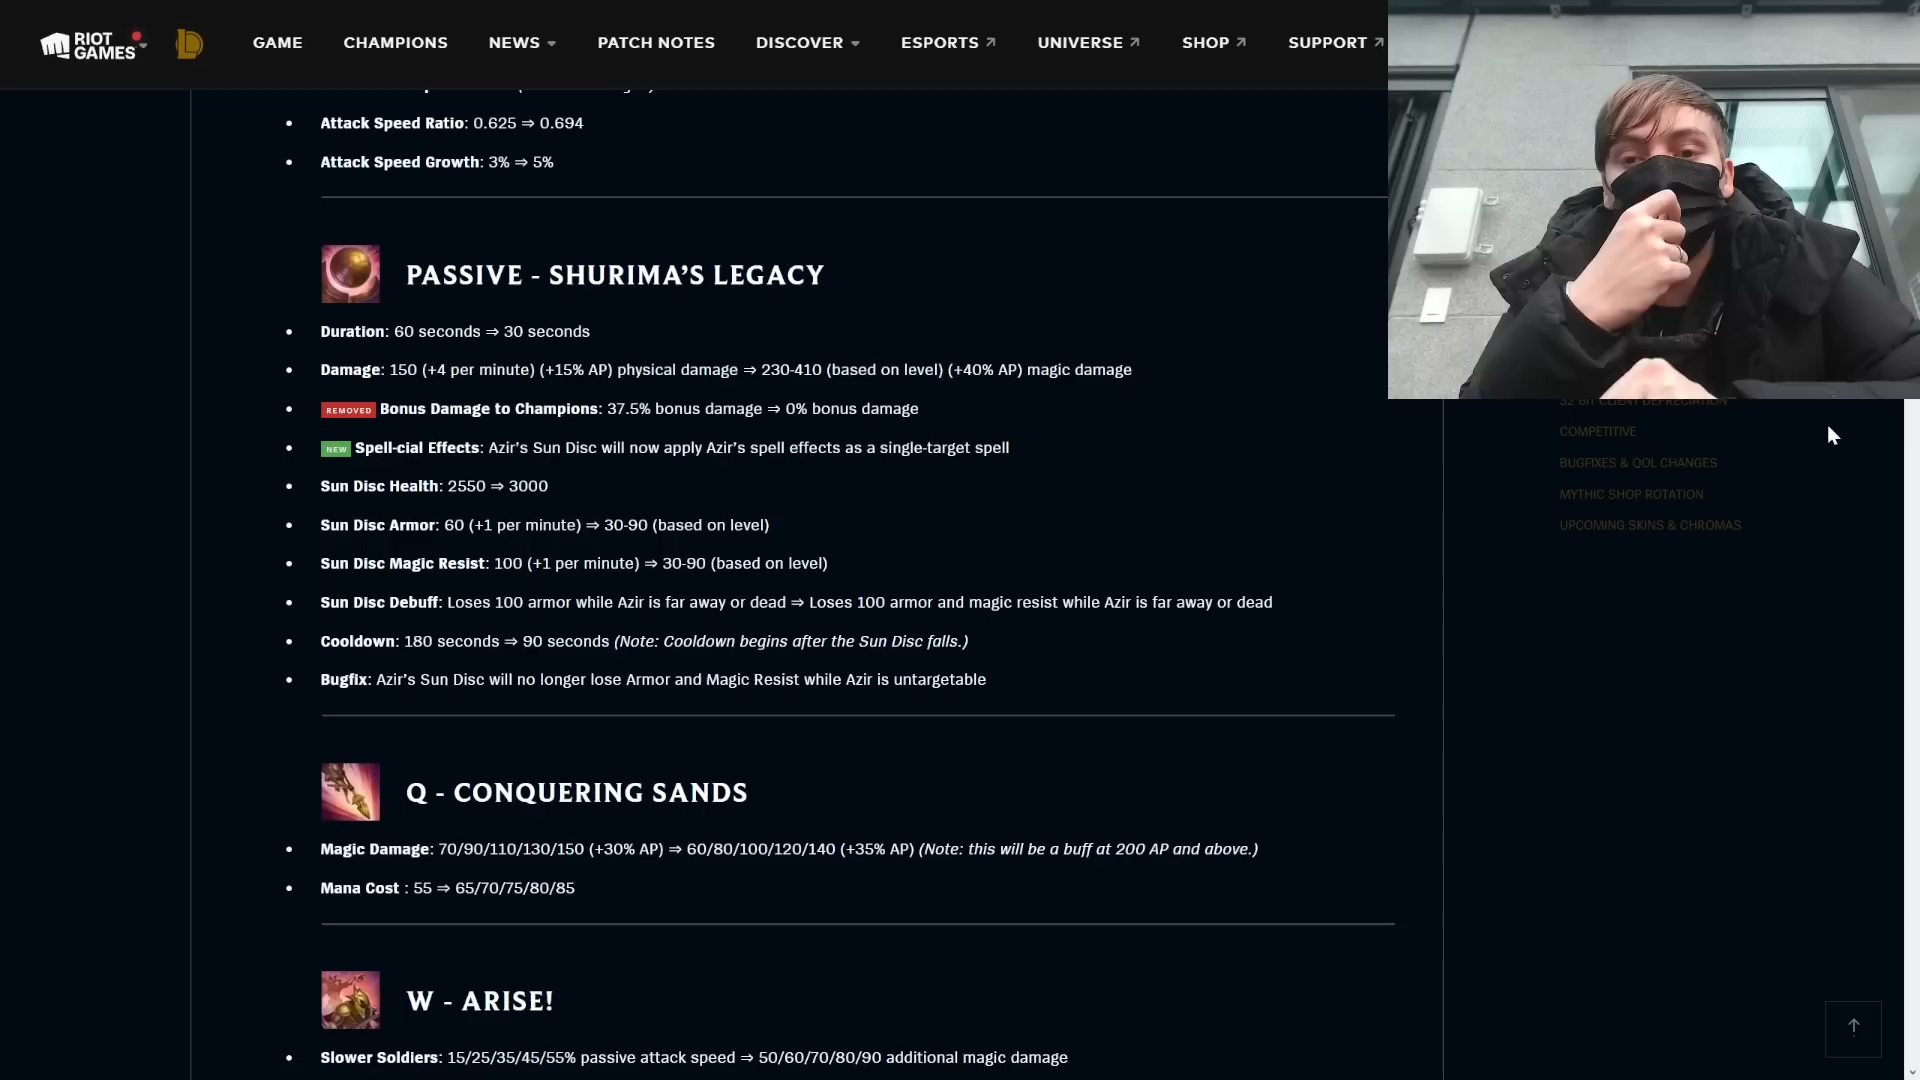 RIOT GAMES
GAME
CHAMPIONS
NEWS
PATCH NOTES
DISCOVER
ESPORTS
UNIVERSE
SHOP
SUPPORT
Attack Speed Ratio: 0.625 ⇒ 0.694
Attack Speed Growth: 3% ⇒ 5%
PASSIVE - SHURIMA'S LEGACY
Duration: 60 seconds ⇒ 30 seconds
Damage: 150 (+4 per minute) (+15% AP) physical damage ⇒ 230-410 (based on level) (+40% AP) magic damage
REMOVED Bonus Damage to Champions: 37.5% bonus damage ⇒ 0% bonus damage
NEW Spell-cial Effects: Azir's Sun Disc will now apply Azir's spell effects as a single-target spell
Sun Disc Health: 2550 ⇒ 3000
Sun Disc Armor: 60 (+1 per minute) ⇒ 30-90 (based on level)
Sun Disc Magic Resist: 100 (+1 per minute) ⇒ 30-90 (based on level)
Sun Disc Debuff: Loses 100 armor while Azir is far away or dead ⇒ Loses 100 armor and magic resist while Azir is far away or dead
Cooldown: 180 seconds ⇒ 90 seconds (Note: Cooldown begins after the Sun Disc falls.)
Bugfix: Azir's Sun Disc will no longer lose Armor and Magic Resist while Azir is untargetable
Q - CONQUERING SANDS
Magic Damage: 70/90/110/130/150 (+30% AP) ⇒ 60/80/100/120/140 (+35% AP) (Note: this will be a buff at 200 AP and above.)
Mana Cost : 55 ⇒ 65/70/75/80/85
W - ARISE!
Slower Soldiers: 15/25/35/45/55% passive attack speed ⇒ 50/60/70/80/90 additional magic damage
32 BIT CLIENT DEPRECIATION
COMPETITIVE
BUGFIXES & QOL CHANGES
MYTHIC SHOP ROTATION
UPCOMING SKINS & CHROMAS